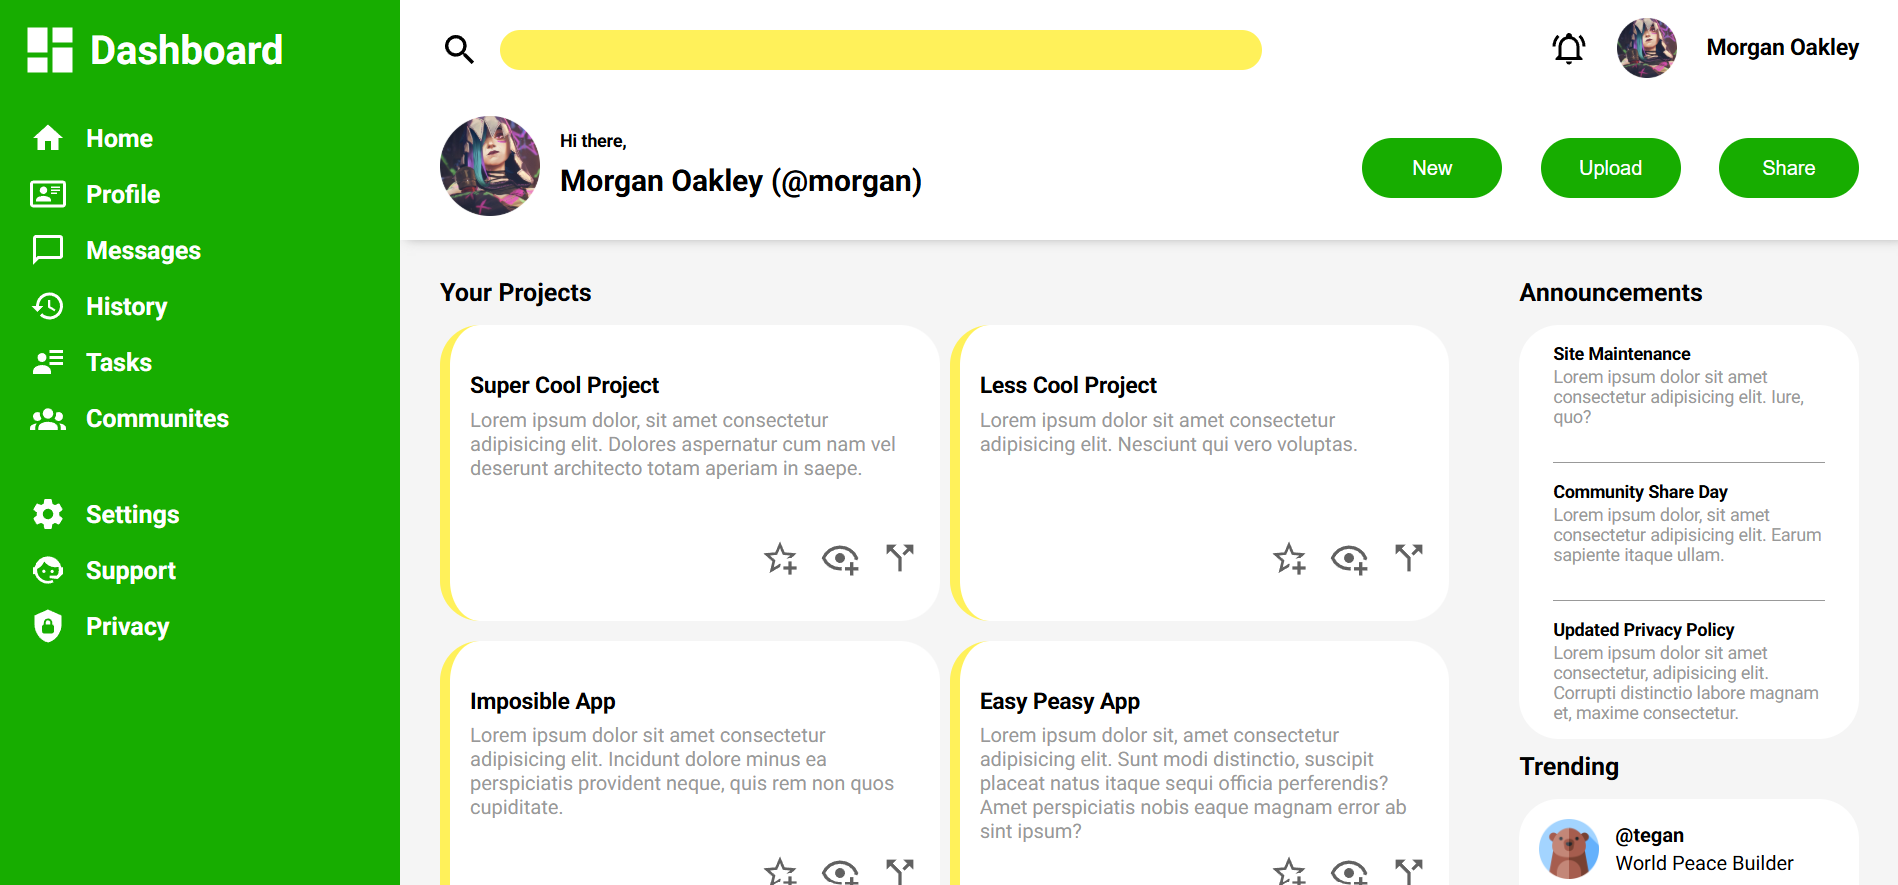 Dashboard
Home
Profile
Messages
History
Tasks
Communites
Settings
Support
Privacy
Morgan Oakley
Hi there,
Morgan Oakley (@morgan)
New
Upload
Share
Your Projects
Super Cool Project
Lorem ipsum dolor, sit amet consectetur
adipisicing elit. Dolores aspernatur cum nam vel
deserunt architecto totam aperiam in saepe.
Less Cool Project
Lorem ipsum dolor sit amet consectetur
adipisicing elit. Nesciunt qui vero voluptas.
Imposible App
Lorem ipsum dolor sit amet consectetur
adipisicing elit. Incidunt dolore minus ea
perspiciatis provident neque, quis rem non quos
cupiditate.
Easy Peasy App
Lorem ipsum dolor sit, amet consectetur
adipisicing elit. Sunt modi distinctio, suscipit
placeat natus itaque sequi officia perferendis?
Amet perspiciatis nobis eaque magnam error ab
sint ipsum?
Announcements
Site Maintenance
Lorem ipsum dolor sit amet
consectetur adipisicing elit. Iure,
quo?
Community Share Day
Lorem ipsum dolor, sit amet
consectetur adipisicing elit. Earum
sapiente itaque ullam.
Updated Privacy Policy
Lorem ipsum dolor sit amet
consectetur, adipisicing elit.
Corrupti distinctio labore magnam
et, maxime consectetur.
Trending
@tegan
World Peace Builder